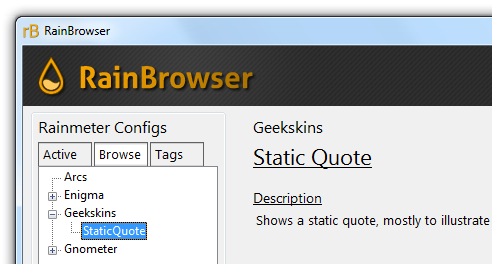 rB RainBrowser
RainBrowser
Rainmeter Configs
Active Browse Tags
Arcs
Enigma
Geekskins
StaticQuote
Gnometer
Geekskins
Static Quote
Description
Shows a static quote, mostly to illustrate